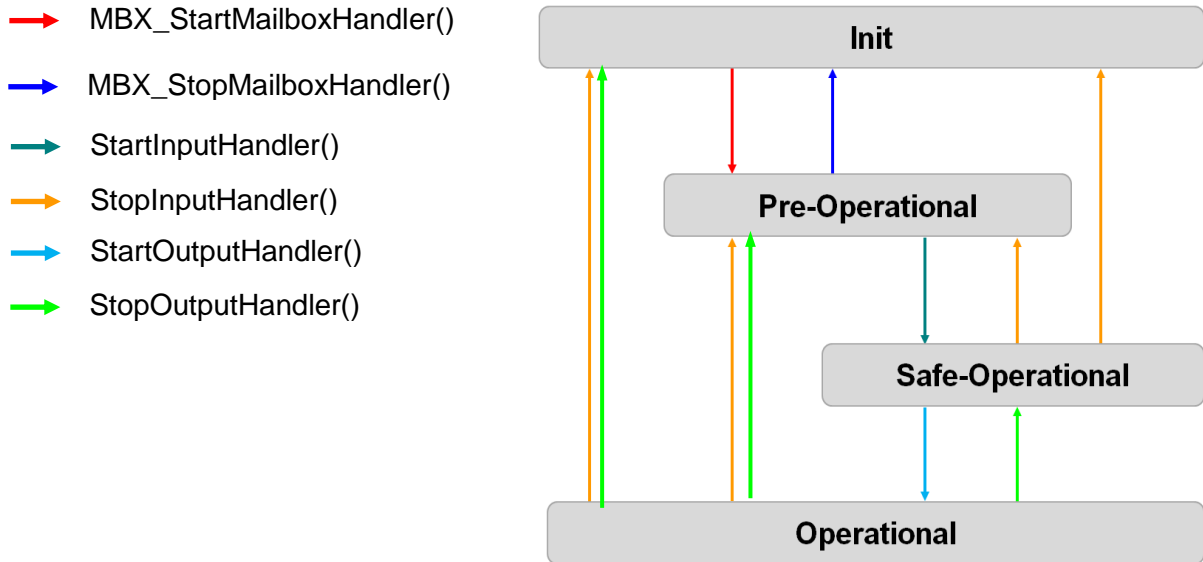 MBX_StartMailboxHandler()
MBX_StopMailboxHandler()
StartInputHandler()
StopInputHandler()
StartOutputHandler()
StopOutputHandler()
Init
Pre-Operational
Safe-Operational
Operational